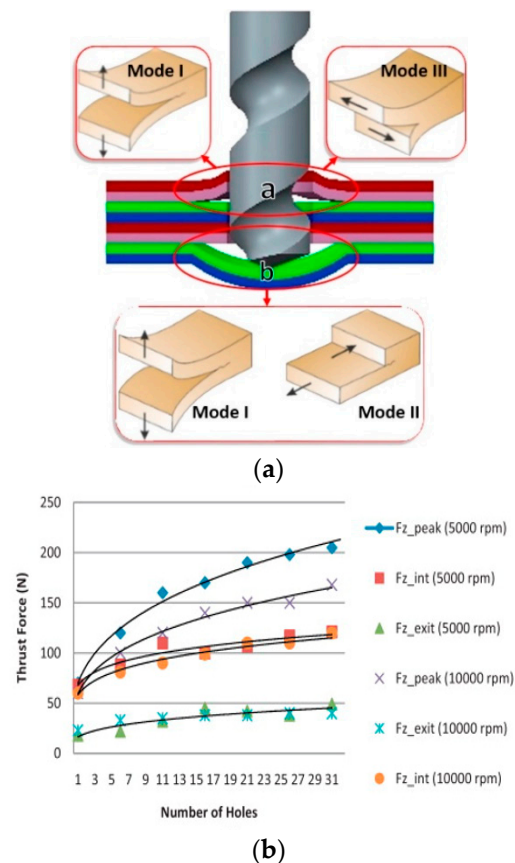 Mode I
Mode III
a
b
Mode I
Mode II
(a)
250
200
150
100
50
0
Thrust Force (N)
1 3 5 7 9 11 13 15 17 19 21 23 25 27 29 31
Number of Holes
Fz_peak (5000 rpm)
Fz_int (5000 rpm)
Fz_exit (5000 rpm)
Fz_peak (10000 rpm)
Fz_exit (10000 rpm)
Fz_int (10000 rpm)
(b)